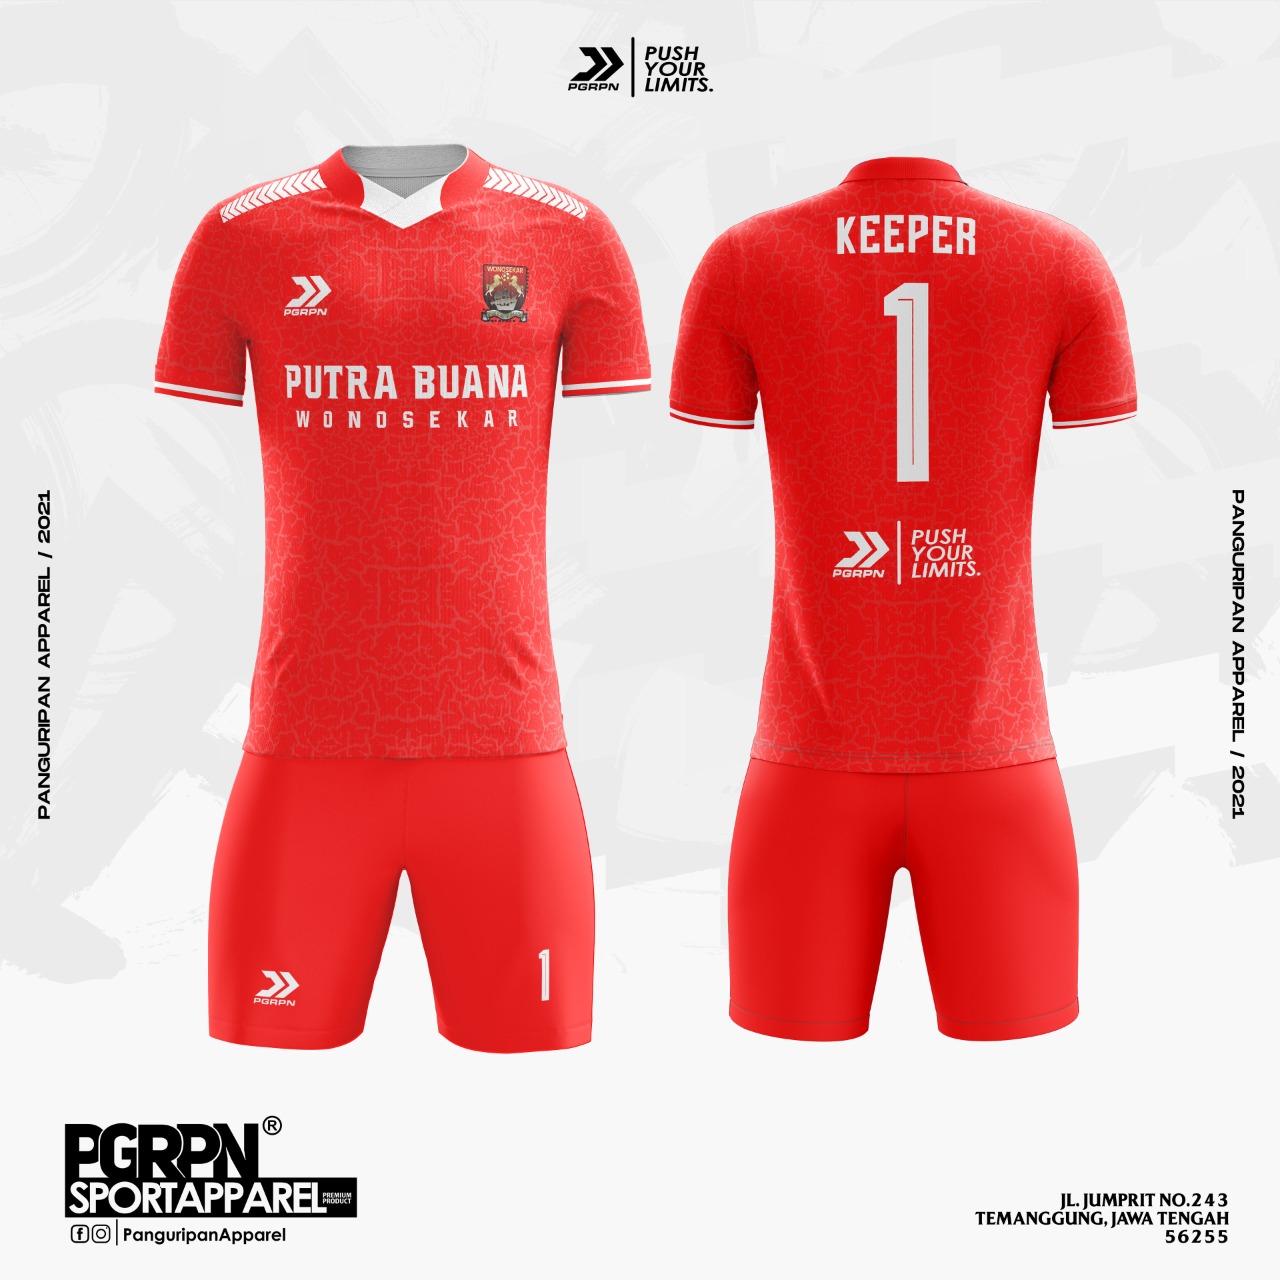 PGRPN
PUSH
YOUR
LIMITS.
PGRPN
WONOSEKAR
PUTRA BUANA
WONOSEKAR
KEEPER
1
PGRPN
PUSH
YOUR
LIMITS.
PGRPN
1
PANGURIPAN APPAREL / 2021
PANGURIPAN APPAREL / 2021
PGRPN®
SPORTAPPAREL PREMIUM
PRODUCT
PanguripanApparel
JL. JUMPRIT NO.243
TEMANGGUNG, JAWA TENGAH
56255